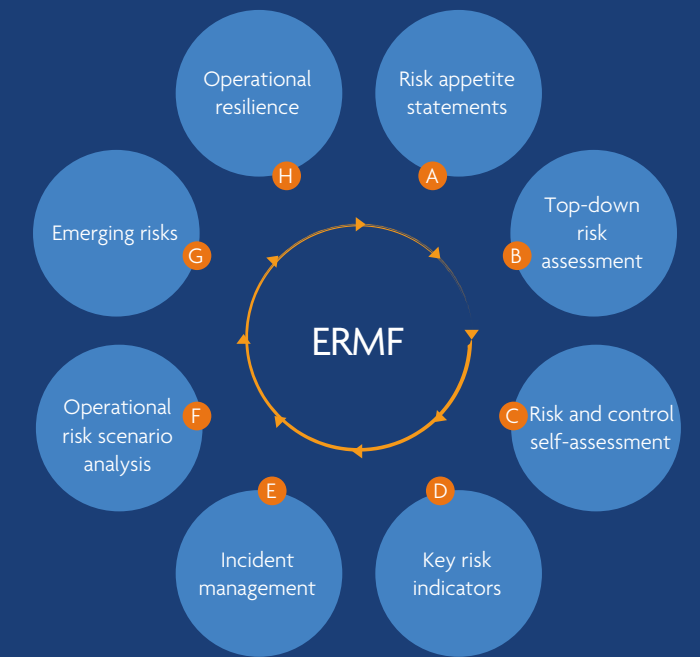 Operational
resilience
H
Risk appetite
statements
A
Top-down
risk
assessment
B
Risk and control
self-assessment
C
Key risk
indicators
D
Incident
management
E
Operational
risk scenario
analysis
F
Emerging risks
G
ERMF